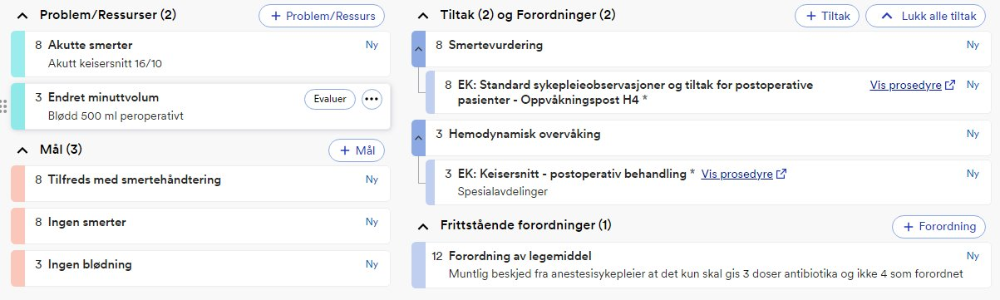 Problem/Ressurser (2)
+ Problem/Ressurs
8 Akutte smerter Ny
Akutt keisersnitt 16/10
3 Endret minuttvolum Evaluer
Blødd 500 ml peroperativt
Mål (3)
+ Mål
8 Tilfreds med smertehåndtering Ny
8 Ingen smerter Ny
3 Ingen blødning Ny
Tiltak (2) og Forordninger (2)
+ Tiltak
Lukk alle tiltak
8 Smertevurdering Ny
8 EK: Standard sykepleieobservasjoner og tiltak for postoperative Vis prosedyre Ny
pasienter - Oppvåkningspost H4 *
3 Hemodynamisk overvåking Ny
3 EK: Keisersnitt - postoperativ behandling * Vis prosedyre Ny
Spesialavdelinger
Frittstående forordninger (1)
+ Forordning
12 Forordning av legemiddel Ny
Muntlig beskjed fra anestesisykepleier at det kun skal gis 3 doser antibiotika og ikke 4 som forordnet